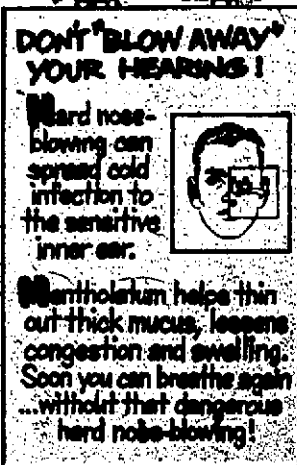 DON'T "BLOW AWAY"
YOUR HEARING!
Hard nose-
blowing can
spread cold
infection to
the sensitive
inner ear.
Mentholatum helps thin
out thick mucus, lessens
congestion and swelling.
Soon you can breathe again
...without that dangerous
hard nose-blowing!